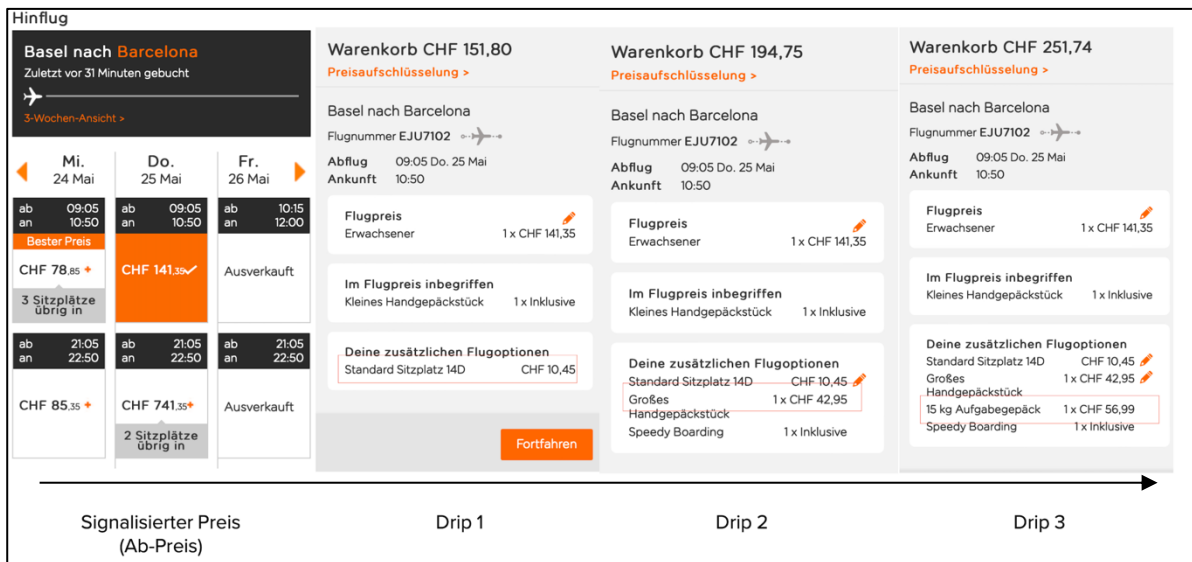 Hinflug
Basel nach Barcelona
Zuletzt vor 31 Minuten gebucht
3-Wochen-Ansicht >
Mi.
24 Mai
Do.
25 Mai
Fr.
26 Mai
ab 09:05
an 10:50
ab 09:05
an 10:50
ab 10:15
an 12:00
Bester Preis
CHF 78,85 +
CHF 141,35
Ausverkauft
3 Sitzplätze
übrig in
ab 21:05
an 22:50
ab 21:05
an 22:50
ab 21:05
an 22:50
CHF 85,35 +
CHF 741,35+
Ausverkauft
2 Sitzplätze
übrig in
Warenkorb CHF 151,80
Preisaufschlüsselung >
Basel nach Barcelona
Flugnummer EJU7102
Abflug 09:05 Do. 25 Mai
Ankunft 10:50
Flugpreis
Erwachsener 1 x CHF 141,35
Im Flugpreis inbegriffen
Kleines Handgepäckstück 1 x Inklusive
Deine zusätzlichen Flugoptionen
Standard Sitzplatz 14D CHF 10,45
Fortfahren
Warenkorb CHF 194,75
Preisaufschlüsselung >
Basel nach Barcelona
Flugnummer EJU7102
Abflug 09:05 Do. 25 Mai
Ankunft 10:50
Flugpreis
Erwachsener 1 x CHF 141,35
Im Flugpreis inbegriffen
Kleines Handgepäckstück 1 x Inklusive
Deine zusätzlichen Flugoptionen
Standard Sitzplatz 14D CHF 10,45
Großes 1 x CHF 42,95
Handgepäckstück
Speedy Boarding 1 x Inklusive
Warenkorb CHF 251,74
Preisaufschlüsselung >
Basel nach Barcelona
Flugnummer EJU7102
Abflug 09:05 Do. 25 Mai
Ankunft 10:50
Flugpreis
Erwachsener 1 x CHF 141,35
Im Flugpreis inbegriffen
Kleines Handgepäckstück 1 x Inklusive
Deine zusätzlichen Flugoptionen
Standard Sitzplatz 14D CHF 10,45
Großes 1 x CHF 42,95
Handgepäckstück
15 kg Aufgabegepäck 1 x CHF 56,99
Speedy Boarding 1 x Inklusive
Signalisierter Preis
(Ab-Preis)
Drip 1
Drip 2
Drip 3